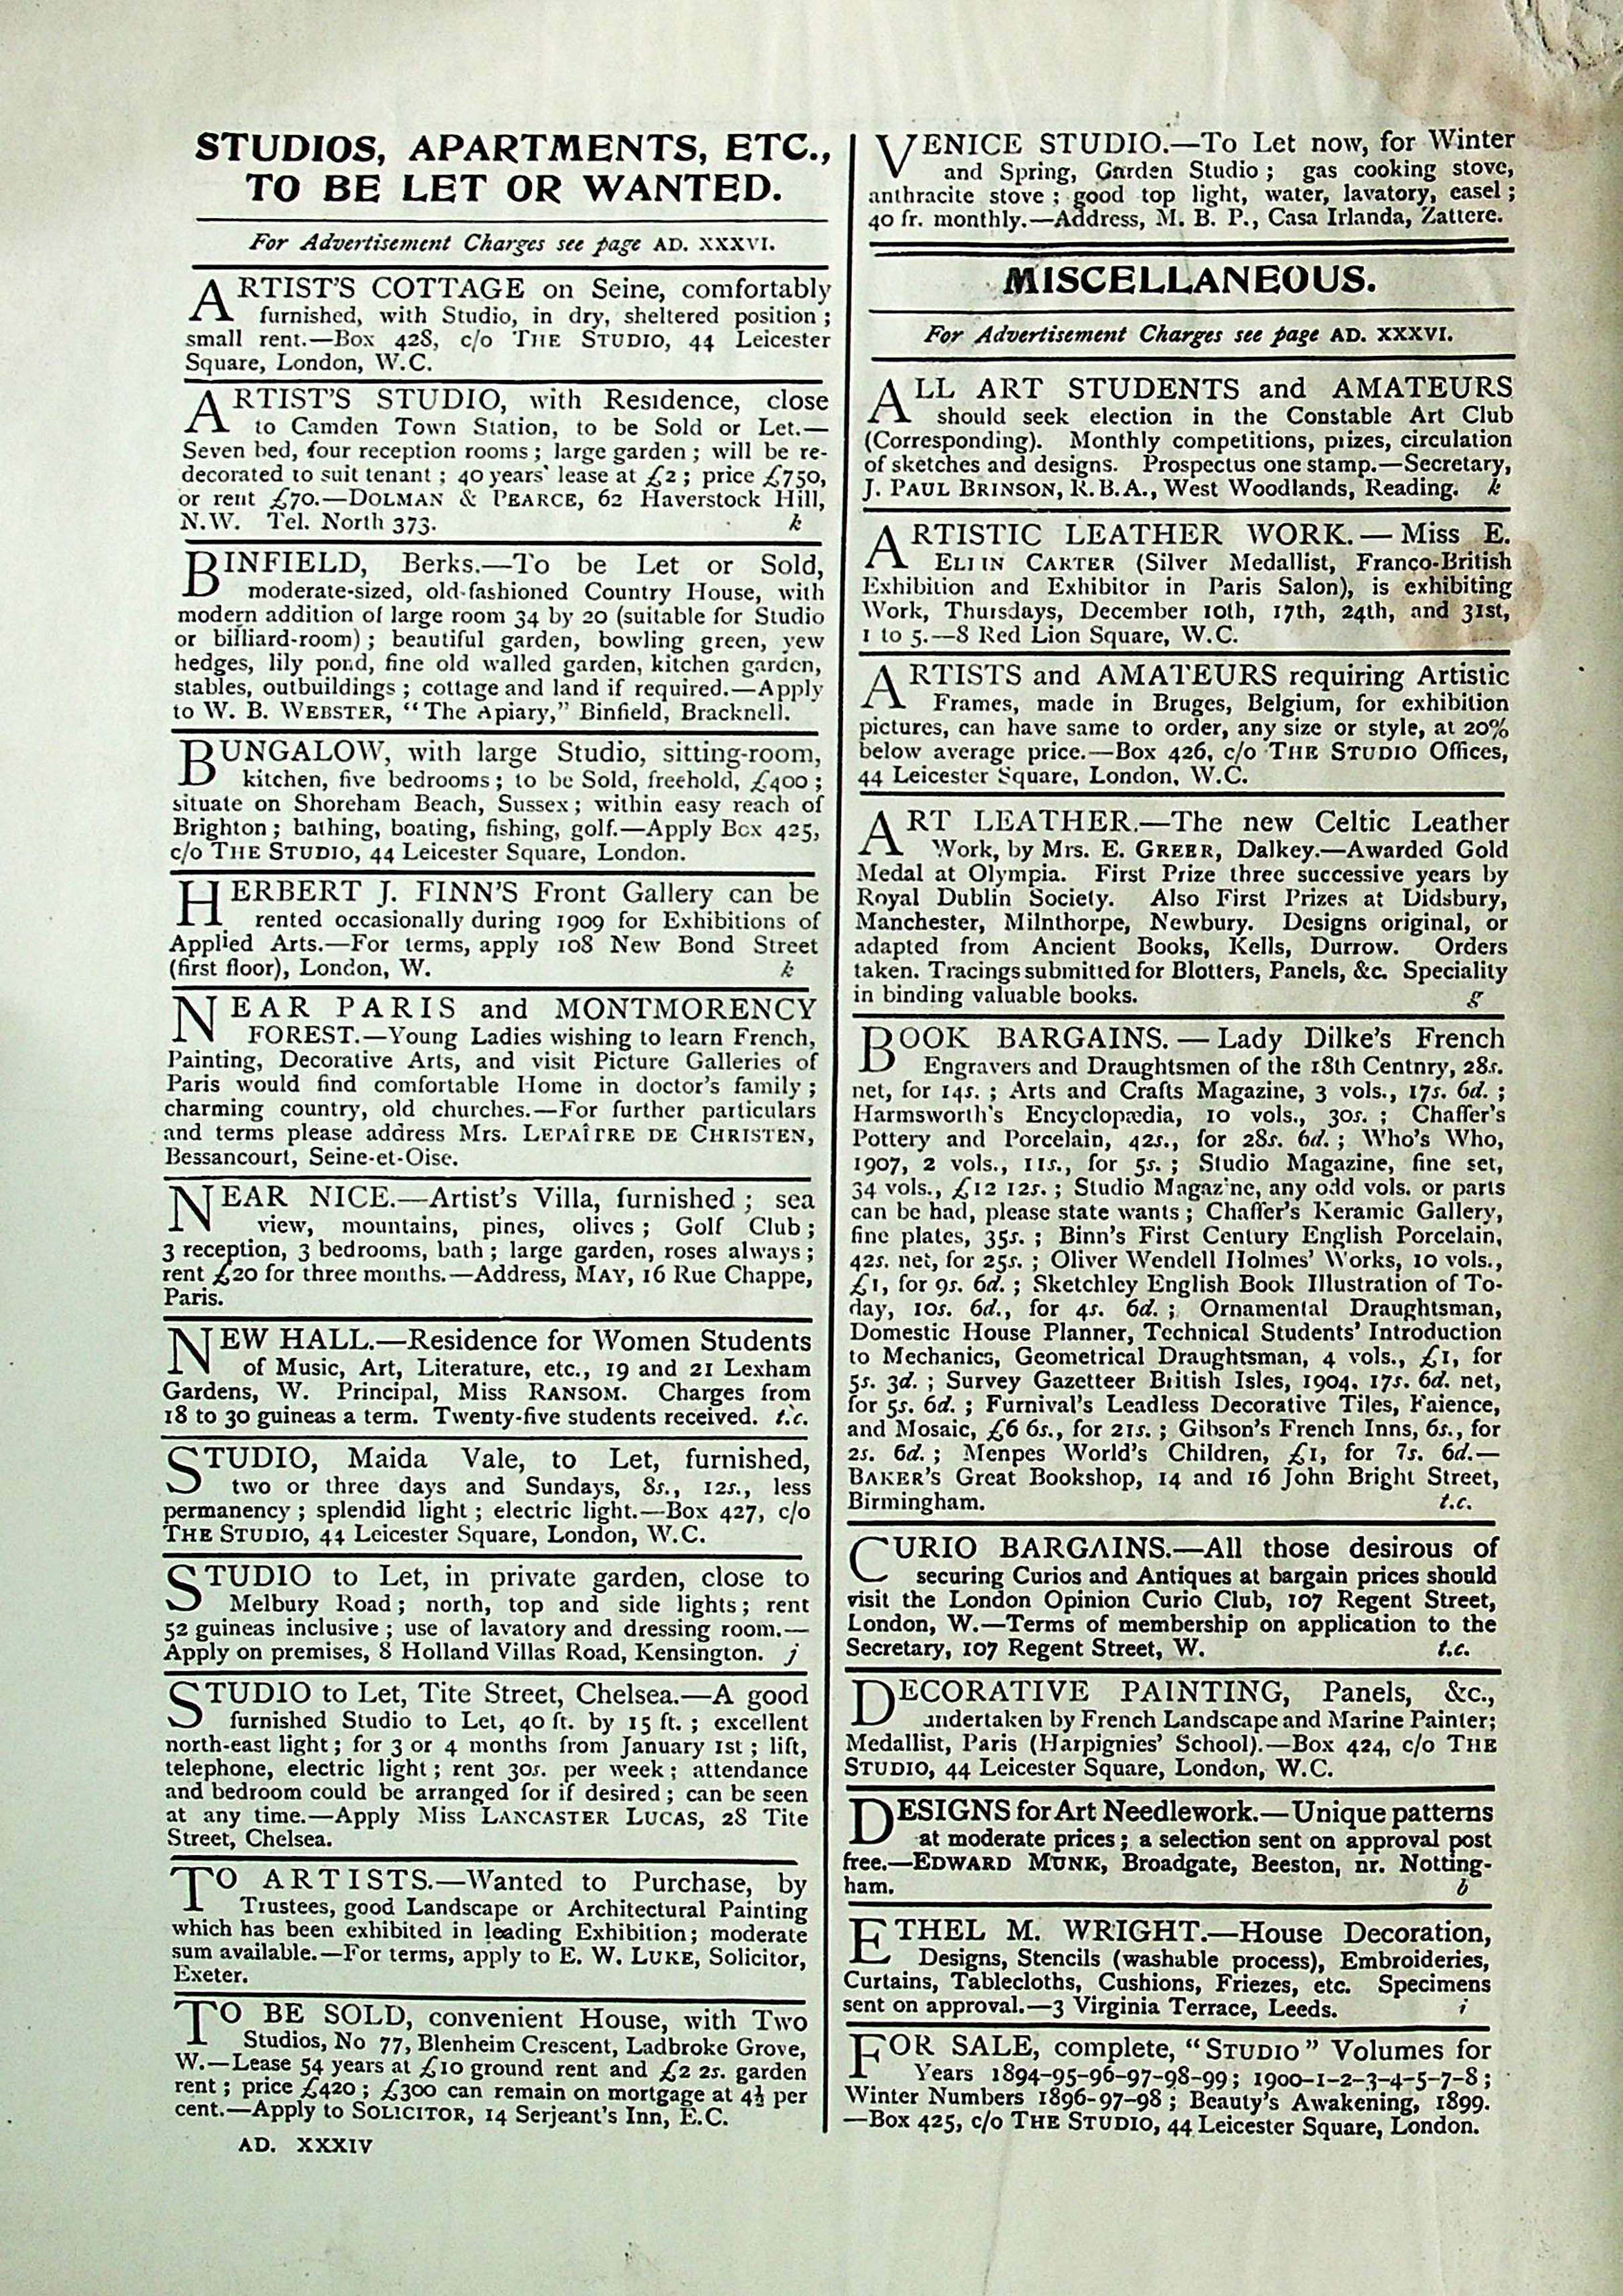 STUDIOS, APARTMENTS, ETC.,
TO BE LET OR WANTED.
For Advertisement Charges see page AD. XXXVI.
ARTIST'S COTTAGE on Seine, comfortably
furnished, with Studio, in dry, sheltered position ;
small rent.—Box 428, c/o THE STUDIO, 44 Leicester
Square, London, W.C.
ARTIST'S STUDIO, with Residence, close
to Camden Town Station, to be Sold or Let.—
Seven bed, four reception rooms ; large garden ; will be re-
decorated to suit tenant ; 40 years' lease at £2 ; price £750,
or rent £70.—DOLMAN & PEARCE, 62 Haverstock Hill,
N.W. Tel. North 373. k
BINFIELD, Berks.—To be Let or Sold,
moderate-sized, old-fashioned Country House, with
modern addition of large room 34 by 20 (suitable for Studio
or billiard-room) ; beautiful garden, bowling green, yew
hedges, lily pond, fine old walled garden, kitchen garden,
stables, outbuildings ; cottage and land if required.—Apply
to W. B. WEBSTER, "The Apiary," Binfield, Bracknell.
BUNGALOW, with large Studio, sitting-room,
kitchen, five bedrooms ; to be Sold, freehold, £400 ;
situate on Shoreham Beach, Sussex ; within easy reach of
Brighton ; bathing, boating, fishing, golf.—Apply Box 425,
c/o THE STUDIO, 44 Leicester Square, London.
HERBERT J. FINN'S Front Gallery can be
rented occasionally during 1909 for Exhibitions of
Applied Arts.—For terms, apply 108 New Bond Street
(first floor), London, W. k
NEAR PARIS and MONTMORENCY
FOREST.—Young Ladies wishing to learn French,
Painting, Decorative Arts, and visit Picture Galleries of
Paris would find comfortable Home in doctor's family ;
charming country, old churches.—For further particulars
and terms please address Mrs. LEPAÎTRE DE CHRISTEN,
Bessancourt, Seine-et-Oise.
NEAR NICE.—Artist's Villa, furnished ; sea
view, mountains, pines, olives ; Golf Club ;
3 reception, 3 bedrooms, bath ; large garden, roses always ;
rent £20 for three months.—Address, MAY, 16 Rue Chappe,
Paris.
NEW HALL.—Residence for Women Students
of Music, Art, Literature, etc., 19 and 21 Lexham
Gardens, W. Principal, Miss RANSOM. Charges from
18 to 30 guineas a term. Twenty-five students received. t.c.
STUDIO, Maida Vale, to Let, furnished,
two or three days and Sundays, 8s., 12s., less
permanency ; splendid light ; electric light.—Box 427, c/o
THE STUDIO, 44 Leicester Square, London, W.C.
STUDIO to Let, in private garden, close to
Melbury Road ; north, top and side lights ; rent
52 guineas inclusive ; use of lavatory and dressing room.—
Apply on premises, 8 Holland Villas Road, Kensington. j
STUDIO to Let, Tite Street, Chelsea.—A good
furnished Studio to Let, 40 ft. by 15 ft. ; excellent
north-east light ; for 3 or 4 months from January 1st ; lift,
telephone, electric light ; rent 30s. per week ; attendance
and bedroom could be arranged for if desired ; can be seen
at any time.—Apply Miss LANCASTER LUCAS, 28 Tite
Street, Chelsea.
TO ARTISTS.—Wanted to Purchase, by
Trustees, good Landscape or Architectural Painting
which has been exhibited in leading Exhibition; moderate
sum available.—For terms, apply to E. W. LUKE, Solicitor,
Exeter.
TO BE SOLD, convenient House, with Two
Studios, No 77, Blenheim Crescent, Ladbroke Grove,
W.—Lease 54 years at £10 ground rent and £2 2s. garden
rent ; price £420 ; £300 can remain on mortgage at 4½ per
cent.—Apply to SOLICITOR, 14 Serjeant's Inn, E.C.
AD. XXXIV
VENICE STUDIO.—To Let now, for Winter
and Spring, Garden Studio ; gas cooking stove,
anthracite stove ; good top light, water, lavatory, easel ;
40 fr. monthly.—Address, M. B. P., Casa Irlanda, Zattere.
MISCELLANEOUS.
For Advertisement Charges see page AD. XXXVI.
ALL ART STUDENTS and AMATEURS
should seek election in the Constable Art Club
(Corresponding). Monthly competitions, prizes, circulation
of sketches and designs. Prospectus one stamp.—Secretary,
J. PAUL BRINSON, R.B.A., West Woodlands, Reading. k
ARTISTIC LEATHER WORK.—Miss E.
ELLIN CARTER (Silver Medallist, Franco-British
Exhibition and Exhibitor in Paris Salon), is exhibiting
Work, Thursdays, December 10th, 17th, 24th, and 31st,
1 to 5.—8 Red Lion Square, W.C.
ARTISTS and AMATEURS requiring Artistic
Frames, made in Bruges, Belgium, for exhibition
pictures, can have same to order, any size or style, at 20%
below average price.—Box 426, c/o THE STUDIO Offices,
44 Leicester Square, London, W.C.
ART LEATHER.—The new Celtic Leather
Work, by Mrs. E. GREER, Dalkey.—Awarded Gold
Medal at Olympia. First Prize three successive years by
Royal Dublin Society. Also First Prizes at Didsbury,
Manchester, Milnthorpe, Newbury. Designs original, or
adapted from Ancient Books, Kells, Durrow. Orders
taken. Tracings submitted for Blotters, Panels, &c. Speciality
in binding valuable books. g
BOOK BARGAINS.—Lady Dilke's French
Engravers and Draughtsmen of the 18th Centnry, 28s.
net, for 14s. ; Arts and Crafts Magazine, 3 vols., 17s. 6d. ;
Harmsworth's Encyclopædia, 10 vols., 30s. ; Chaffer's
Pottery and Porcelain, 42s., for 28s. 6d. ; Who's Who,
1907, 2 vols., 11s., for 5s. ; Studio Magazine, fine set,
34 vols., £12 12s. ; Studio Magazine, any odd vols. or parts
can be had, please state wants ; Chaffer's Keramic Gallery,
fine plates, 35s. ; Binn's First Century English Porcelain,
42s. net, for 25s. ; Oliver Wendell Holmes' Works, 10 vols.,
£1, for 9s. 6d. ; Sketchley English Book Illustration of To-
day, 10s. 6d., for 4s. 6d. ; Ornamental Draughtsman,
Domestic House Planner, Technical Students' Introduction
to Mechanics, Geometrical Draughtsman, 4 vols., £1, for
5s. 3d. ; Survey Gazetteer British Isles, 1904, 17s. 6d. net,
for 5s. 6d. ; Furnival's Leadless Decorative Tiles, Faience,
and Mosaic, £6 6s., for 21s. ; Gibson's French Inns, 6s., for
2s. 6d. ; Menpes World's Children, £1, for 7s. 6d.—
BAKER'S Great Bookshop, 14 and 16 John Bright Street,
Birmingham. t.c.
CURIO BARGAINS.—All those desirous of
securing Curios and Antiques at bargain prices should
visit the London Opinion Curio Club, 107 Regent Street,
London, W.—Terms of membership on application to the
Secretary, 107 Regent Street, W. t.c.
DECORATIVE PAINTING, Panels, &c.,
undertaken by French Landscape and Marine Painter;
Medallist, Paris (Harpignies' School).—Box 424, c/o THE
STUDIO, 44 Leicester Square, London, W.C.
DESIGNS for Art Needlework.—Unique patterns
at moderate prices ; a selection sent on approval post
free.—EDWARD MUNK, Broadgate, Beeston, nr. Notting-
ham. b
ETHEL M. WRIGHT.—House Decoration,
Designs, Stencils (washable process), Embroideries,
Curtains, Tablecloths, Cushions, Friezes, etc. Specimens
sent on approval.—3 Virginia Terrace, Leeds. i
FOR SALE, complete, "STUDIO" Volumes for
Years 1894-95-96-97-98-99 ; 1900-1-2-3-4-5-7-8 ;
Winter Numbers 1896-97-98 ; Beauty's Awakening, 1899.
—Box 425, c/o THE STUDIO, 44 Leicester Square, London.